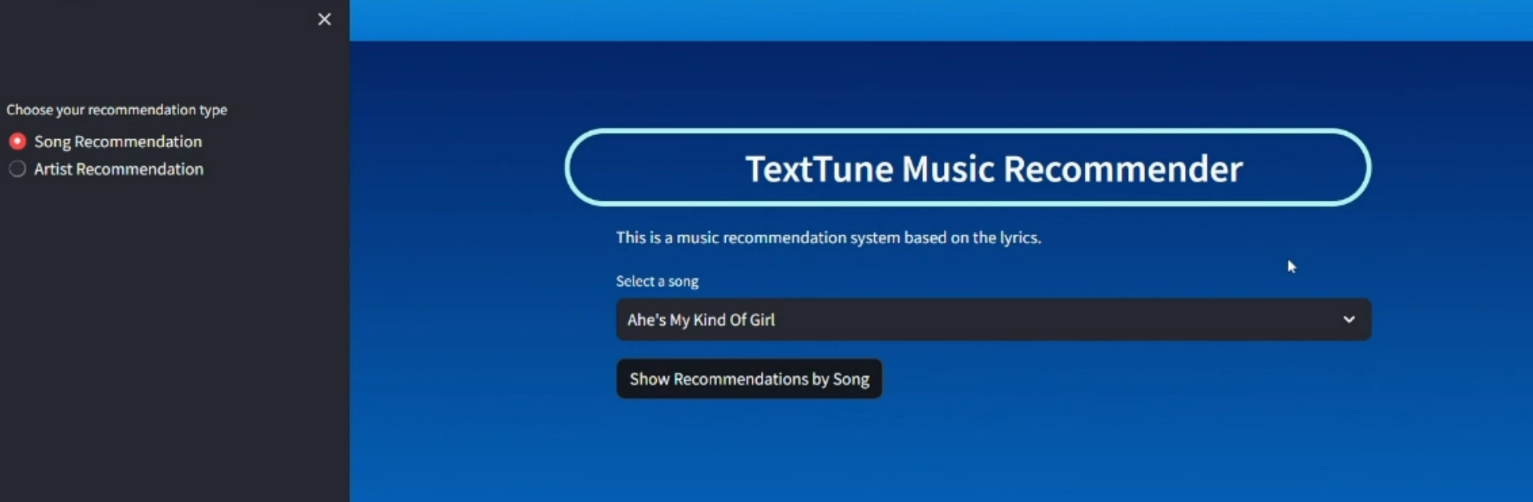 Choose your recommendation type
Song Recommendation
Artist Recommendation
TextTune Music Recommender
This is a music recommendation system based on the lyrics.
Select a song
Ahe's My Kind Of Girl
Show Recommendations by Song